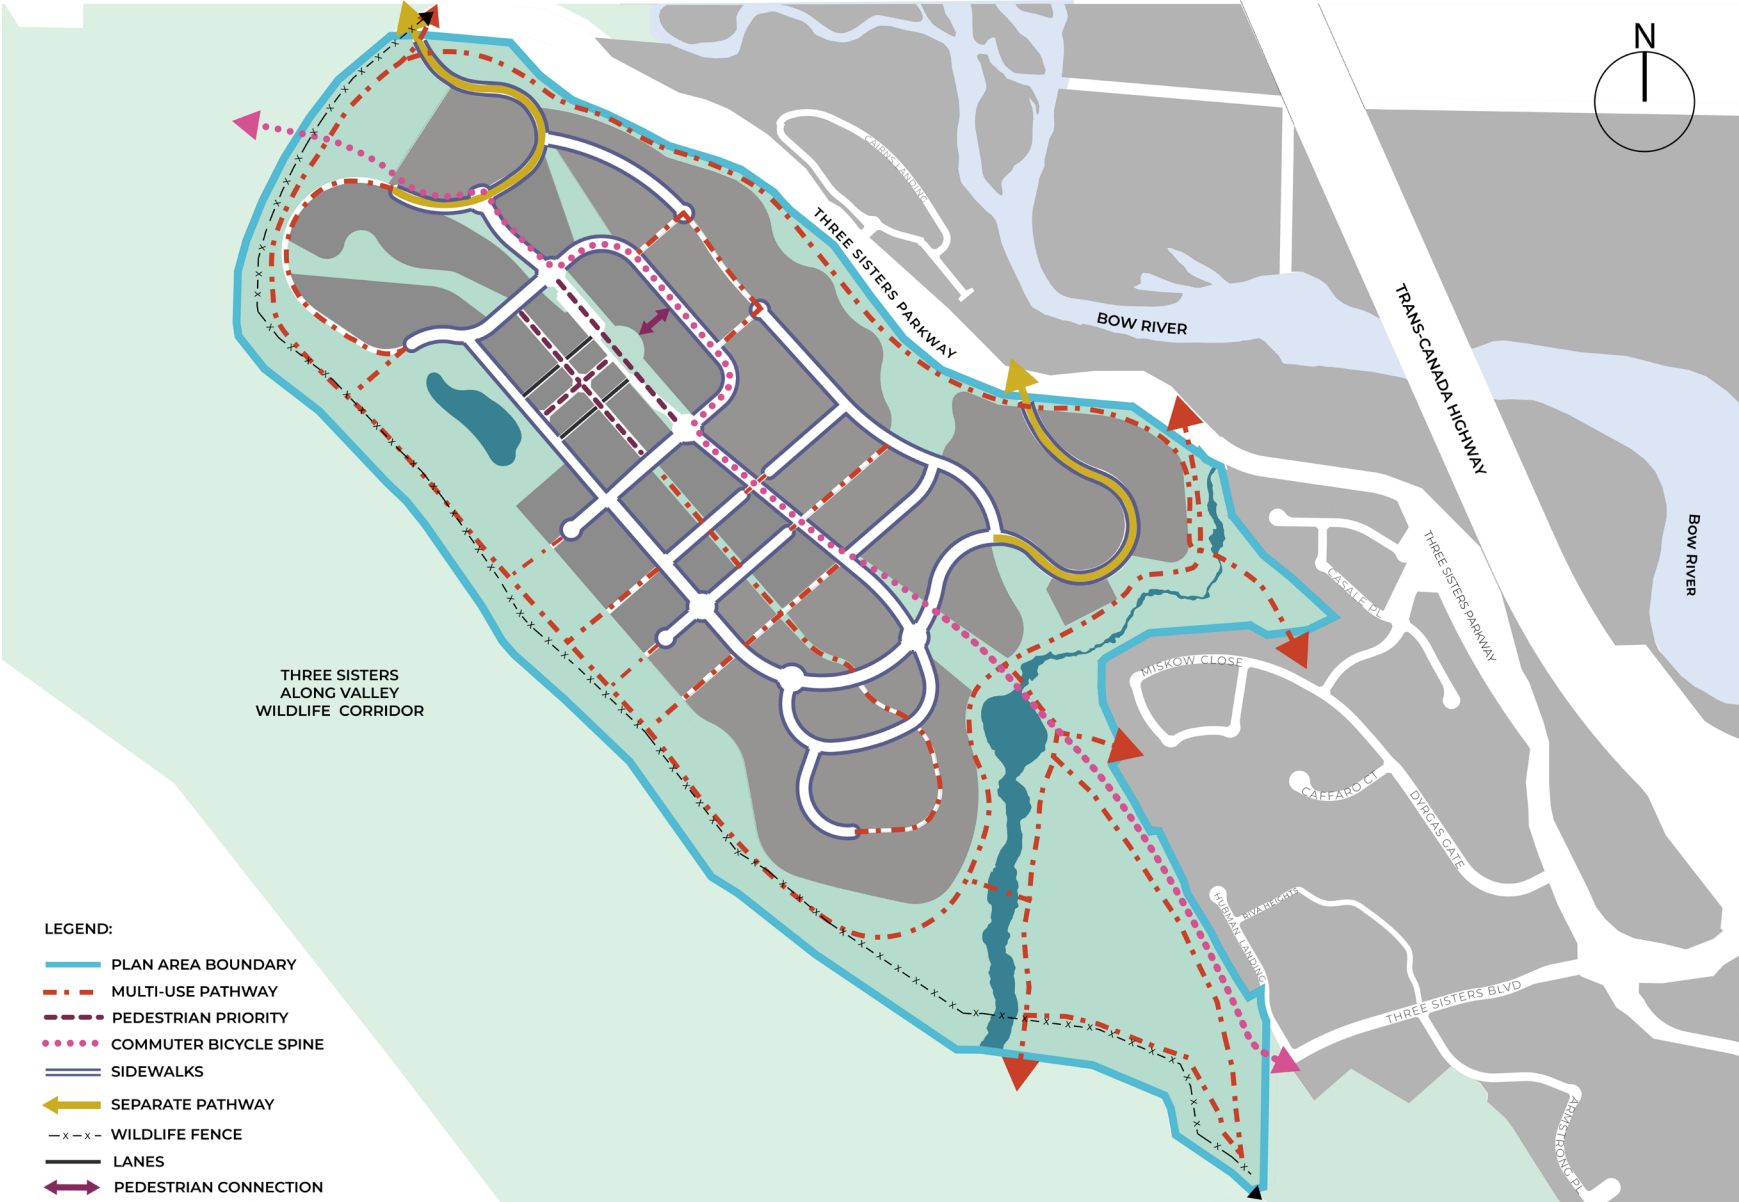 N
CAIRNS LANDING
THREE SISTERS PARKWAY
BOW RIVER
TRANS-CANADA HIGHWAY
BOW RIVER
THREE SISTERS PARKWAY
CASALE PL
MISKOW CLOSE
CAFFARO CT
DYRGAS GATE
HUBMAN LANDING
RIVA HEIGHTS
THREE SISTERS BLVD
ARMSTRONG PL
THREE SISTERS
ALONG VALLEY
WILDLIFE CORRIDOR
LEGEND:
PLAN AREA BOUNDARY
MULTI-USE PATHWAY
PEDESTRIAN PRIORITY
COMMUTER BICYCLE SPINE
SIDEWALKS
SEPARATE PATHWAY
WILDLIFE FENCE
LANES
PEDESTRIAN CONNECTION